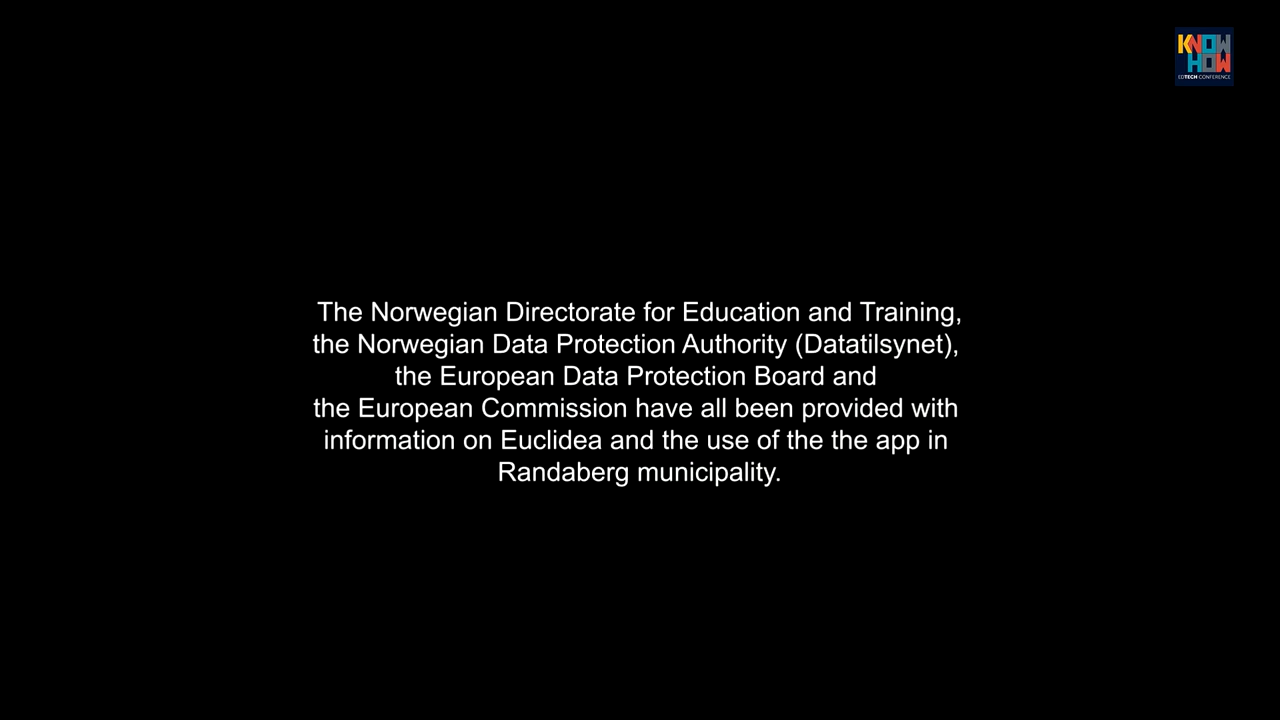 KNOW
HOW
EDTECH CONFERENCE
The Norwegian Directorate for Education and Training,
the Norwegian Data Protection Authority (Datatilsynet),
the European Data Protection Board and
the European Commission have all been provided with
information on Euclidea and the use of the the app in
Randaberg municipality.